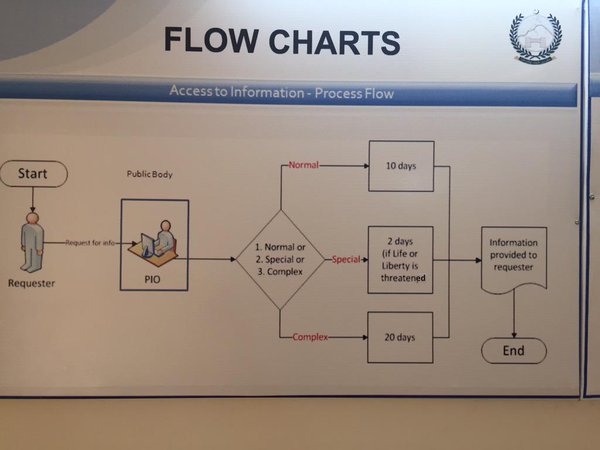 FLOW CHARTS
Access to Information - Process Flow
Start
Requester
Request for info
Public Body
PIO
1. Normal or
2. Special or
3. Complex
Normal
10 days
Special
2 days
(if Life or
Liberty is
threatened)
Complex
20 days
Information
provided to
requester
End